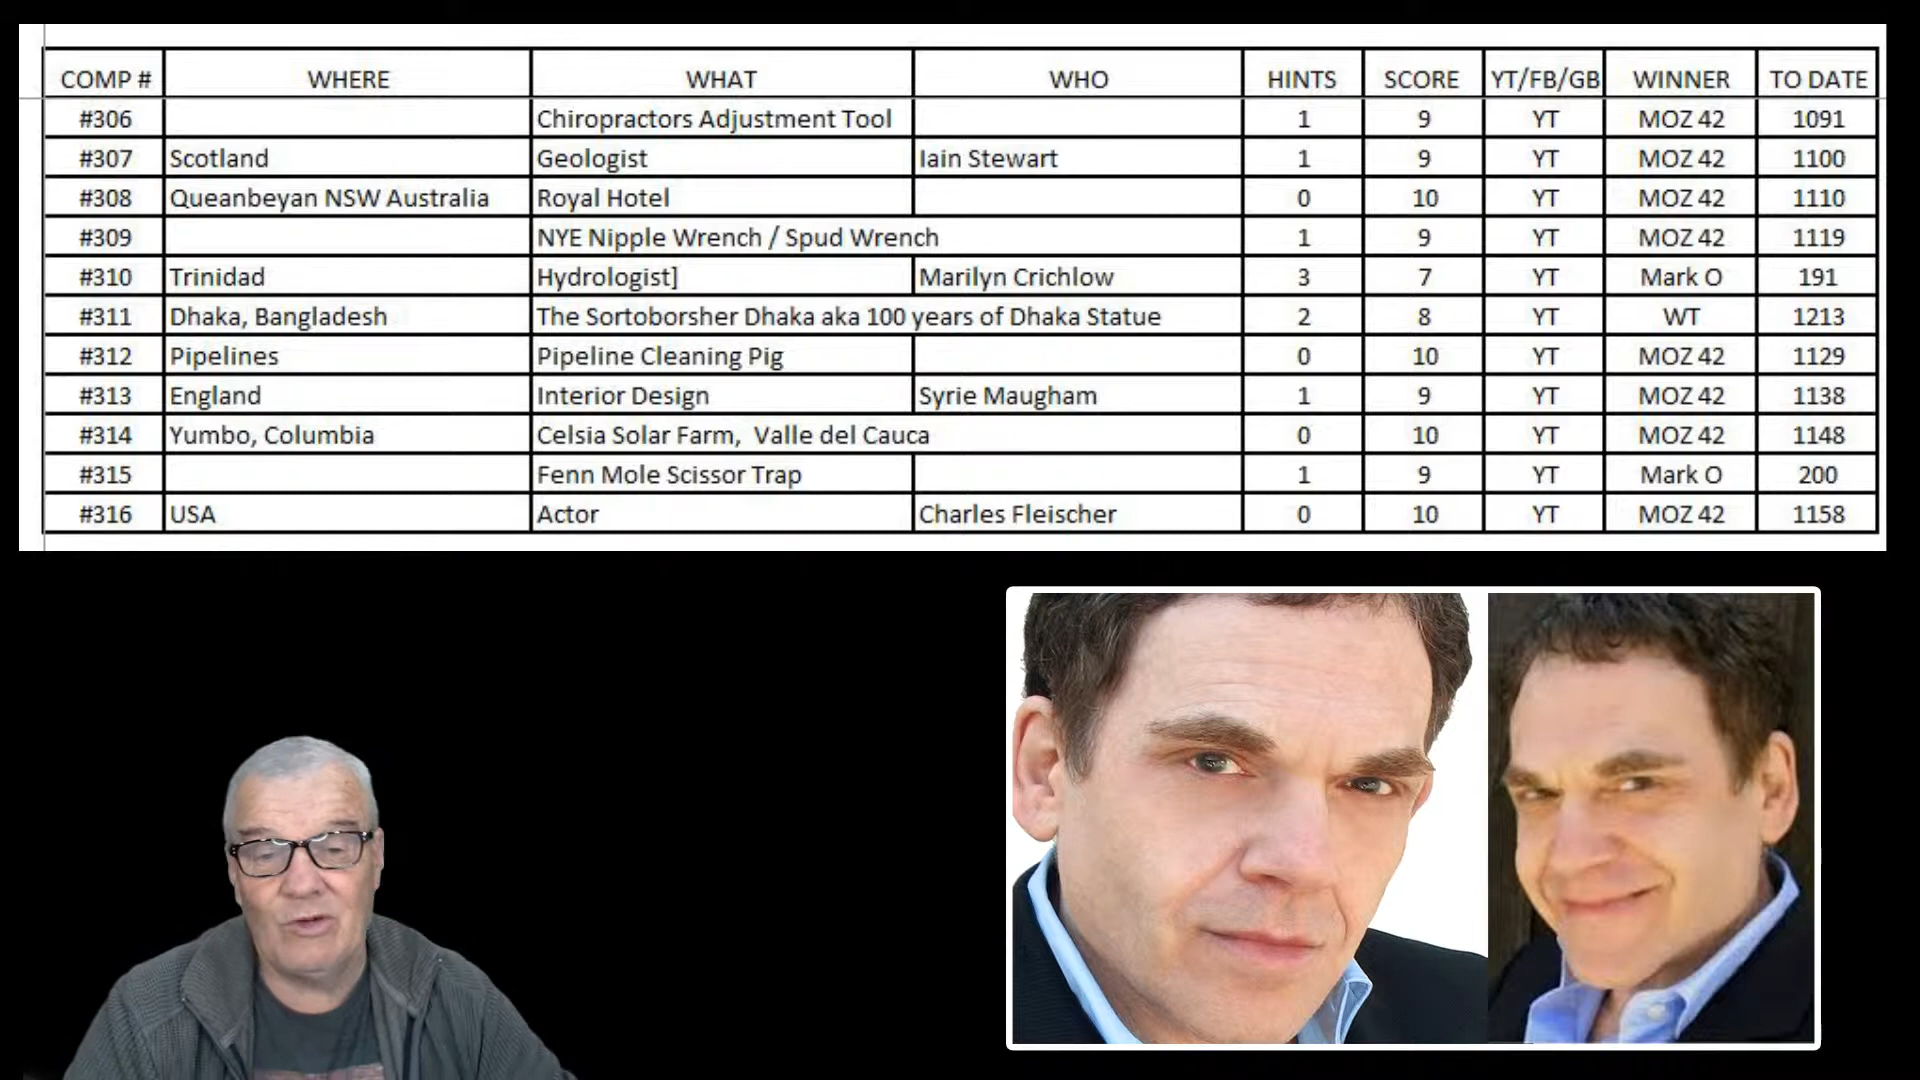 COMP # WHERE WHAT WHO HINTS SCORE YT/FB/GB WINNER TO DATE
#306 Chiropractors Adjustment Tool 1 9 YT MOZ 42 1091
#307 Scotland Geologist Iain Stewart 1 9 YT MOZ 42 1100
#308 Queanbeyan NSW Australia Royal Hotel 0 10 YT MOZ 42 1110
#309 NYE Nipple Wrench / Spud Wrench 1 9 YT MOZ 42 1119
#310 Trinidad Hydrologist] Marilyn Crichlow 3 7 YT Mark O 191
#311 Dhaka, Bangladesh The Sortoborsher Dhaka aka 100 years of Dhaka Statue 2 8 YT WT 1213
#312 Pipelines Pipeline Cleaning Pig 0 10 YT MOZ 42 1129
#313 England Interior Design Syrie Maugham 1 9 YT MOZ 42 1138
#314 Yumbo, Columbia Celsia Solar Farm, Valle del Cauca 0 10 YT MOZ 42 1148
#315 Fenn Mole Scissor Trap 1 9 YT Mark O 200
#316 USA Actor Charles Fleischer 0 10 YT MOZ 42 1158